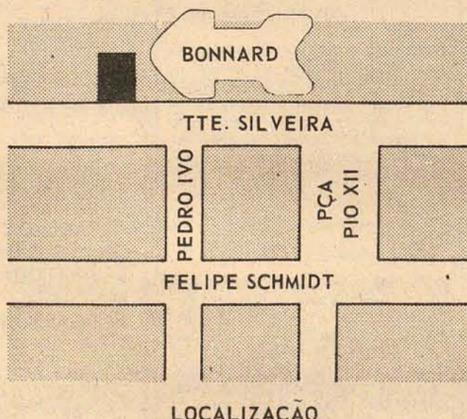 BONNARD
TTE. SILVEIRA
PEDRO IVO
PÇA
PIO XII
FELIPE SCHMIDT
LOCALIZAÇÃO